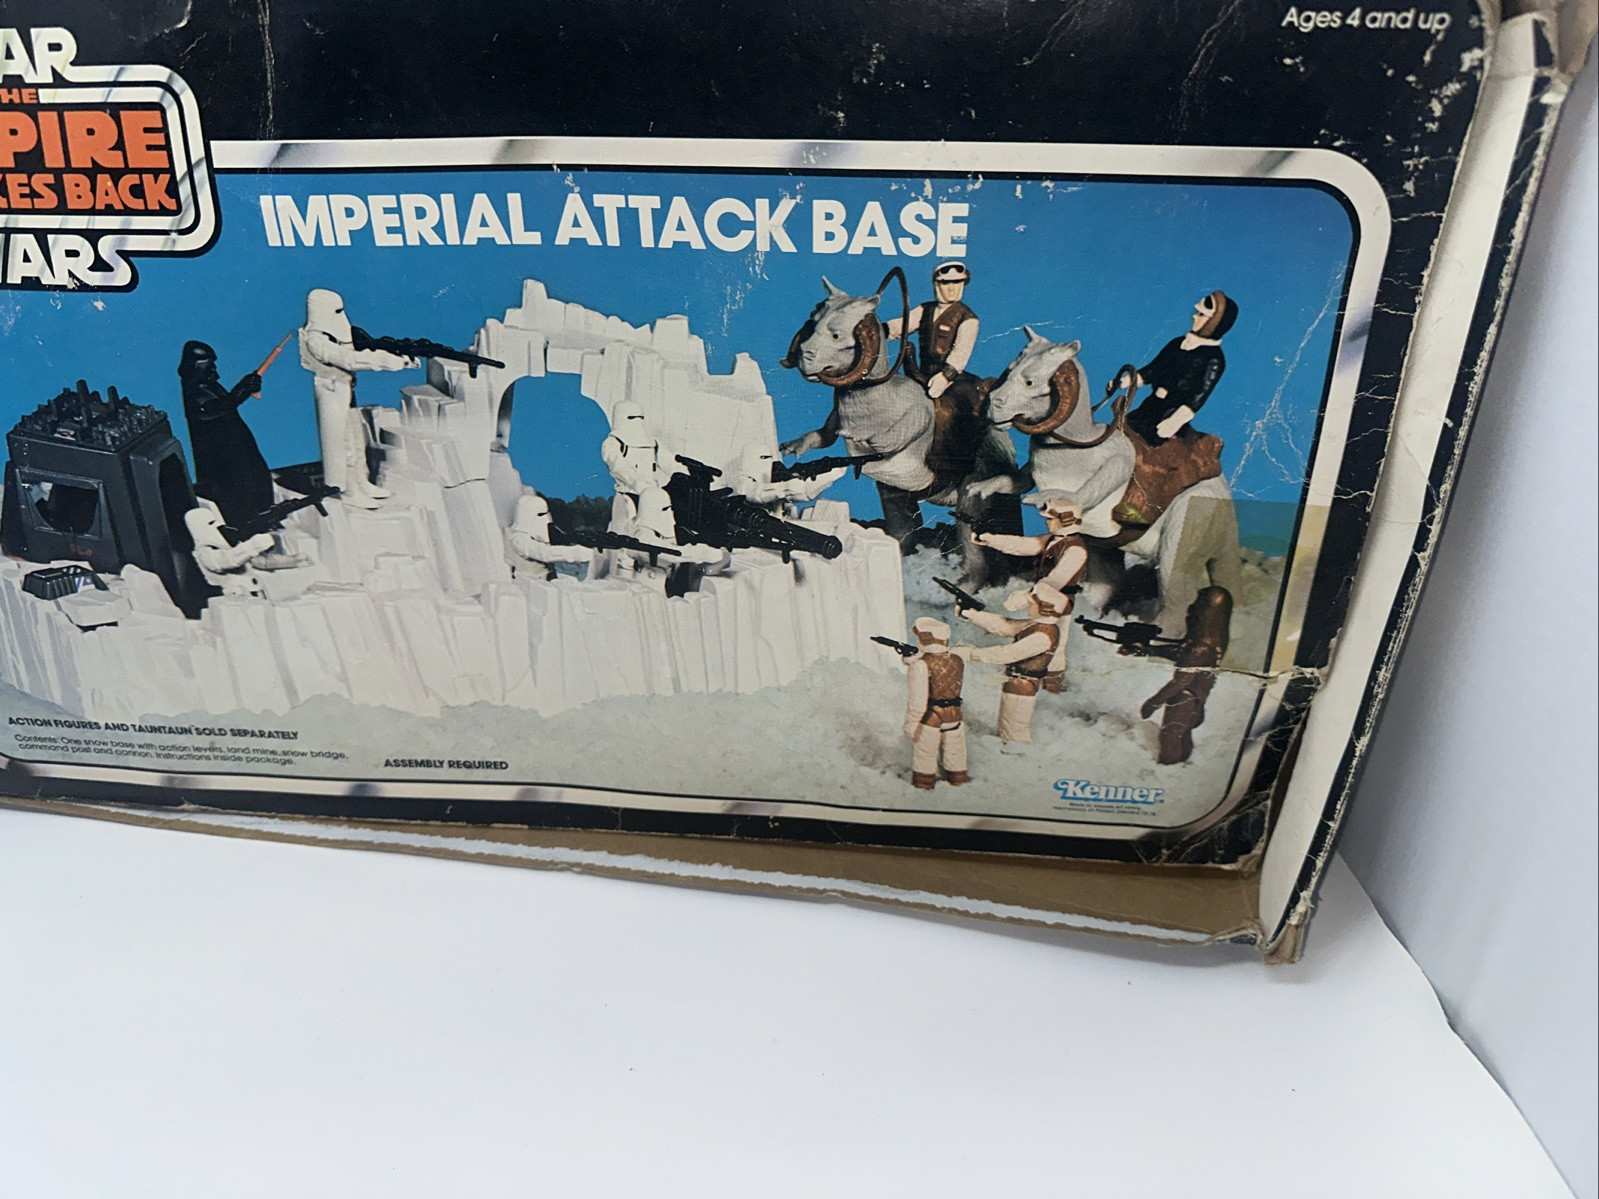 Ages 4 and up
AR
HE
PIRE
KES BACK
ARS
IMPERIAL ATTACK BASE
ACTION FIGURES AND TAUNTAUN SOLD SEPARATELY
Contents: One snow base with action levers, land mine, snow bridge,
command post and cannon. Instructions inside package.
ASSEMBLY REQUIRED
Kenner